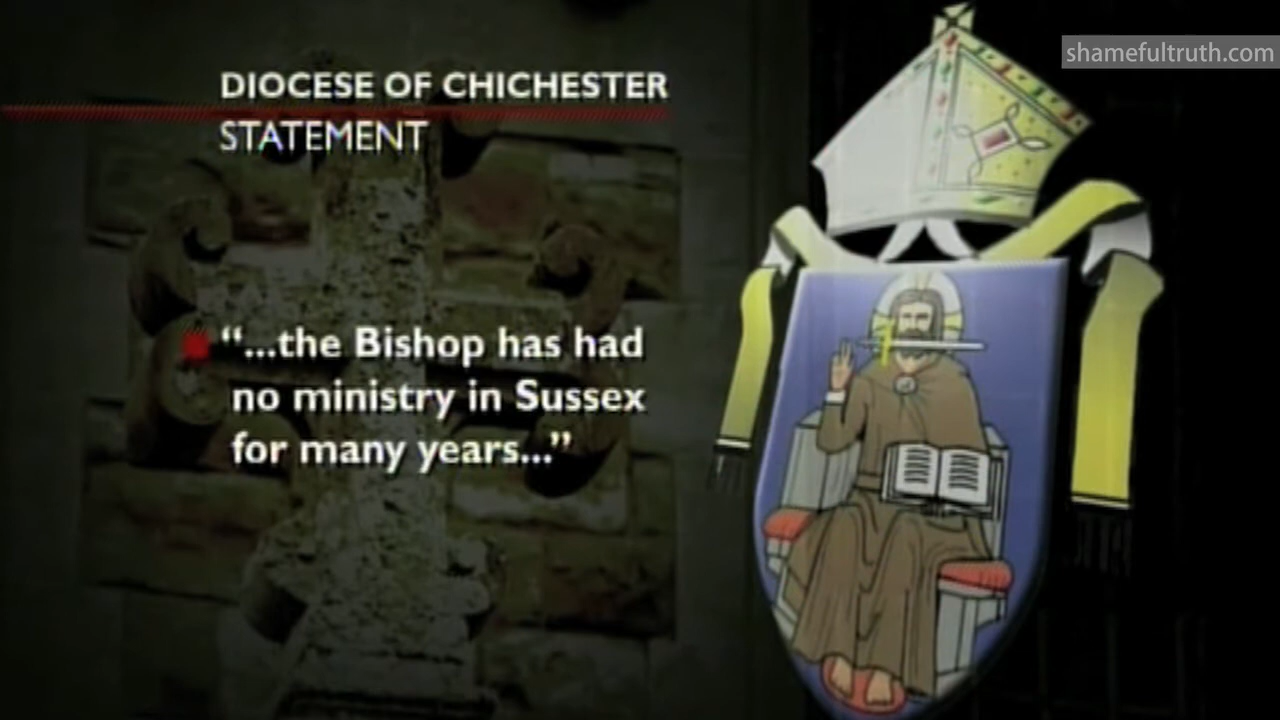 shamefultruth.com
DIOCESE OF CHICHESTER
STATEMENT
“...the Bishop has had
no ministry in Sussex
for many years...”